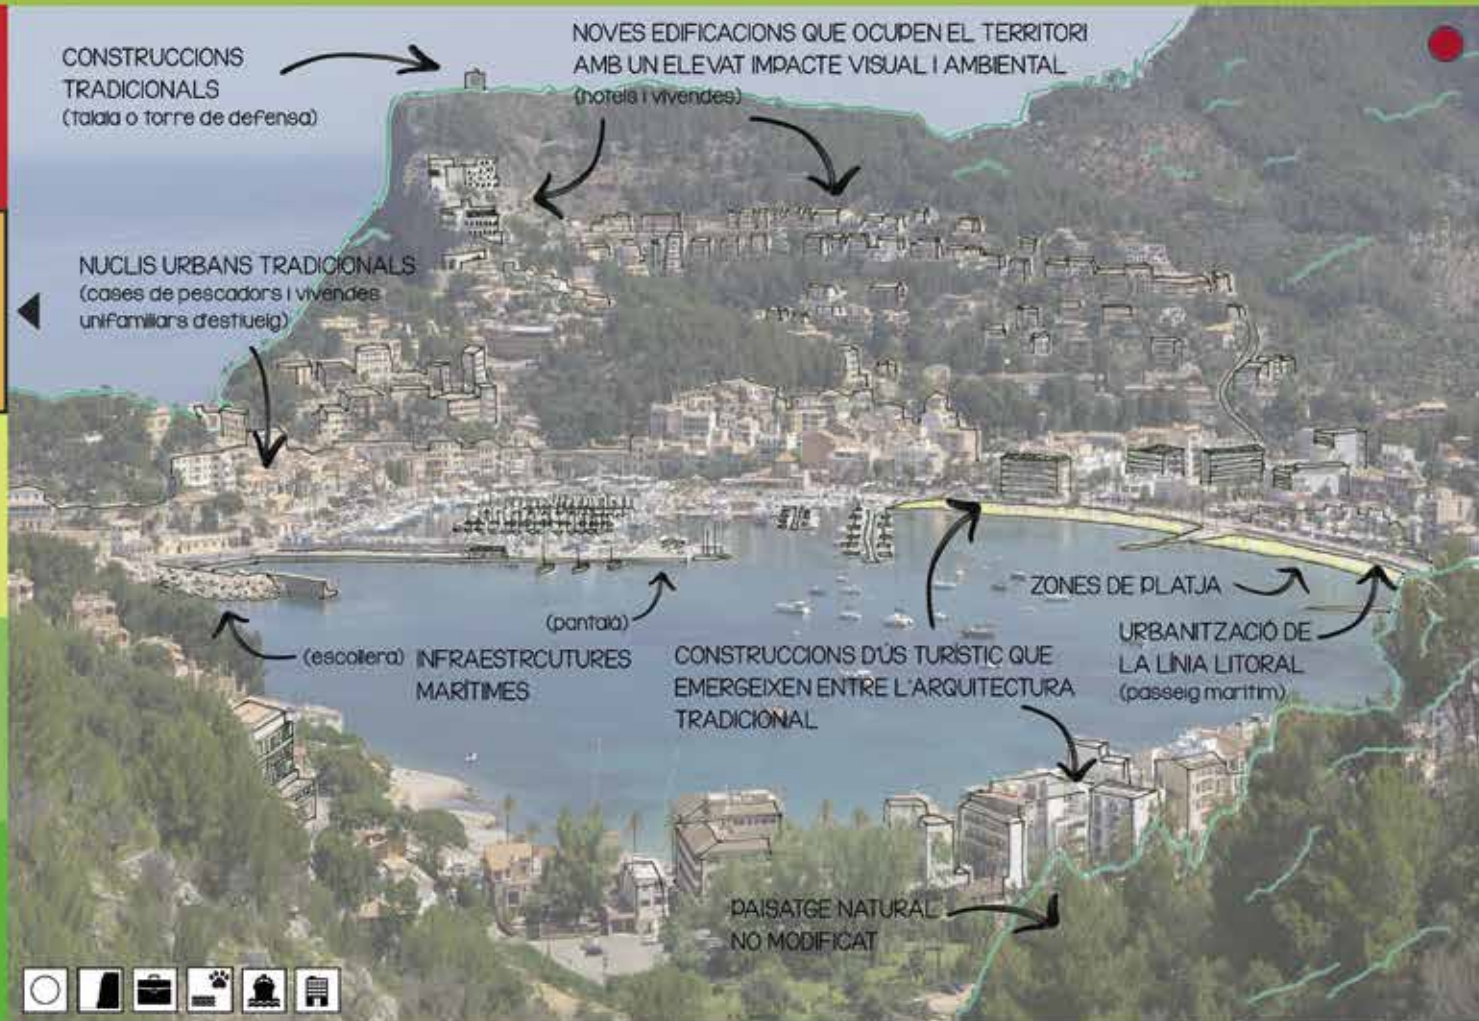 CONSTRUCCIONS
TRADICIONALS
(talaia o torre de defensa)
NOVES EDIFICACIONS QUE OCUPEN EL TERRITORI
AMB UN ELEVAT IMPACTE VISUAL I AMBIENTAL
(hotels i vivendes)
NUCLIS URBANS TRADICIONALS
(cases de pescadors i vivendes
unifamiliars d'estiueig)
(pantalà)
(escollera) INFRAESTRCUTURES
MARÍTIMES
CONSTRUCCIONS D'ÚS TURÍSTIC QUE
EMERGEIXEN ENTRE L'ARQUITECTURA
TRADICIONAL
ZONES DE PLATJA
URBANITZACIÓ DE
LA LÍNIA LITORAL
(passeig marítim)
PAISATGE NATURAL
NO MODIFICAT